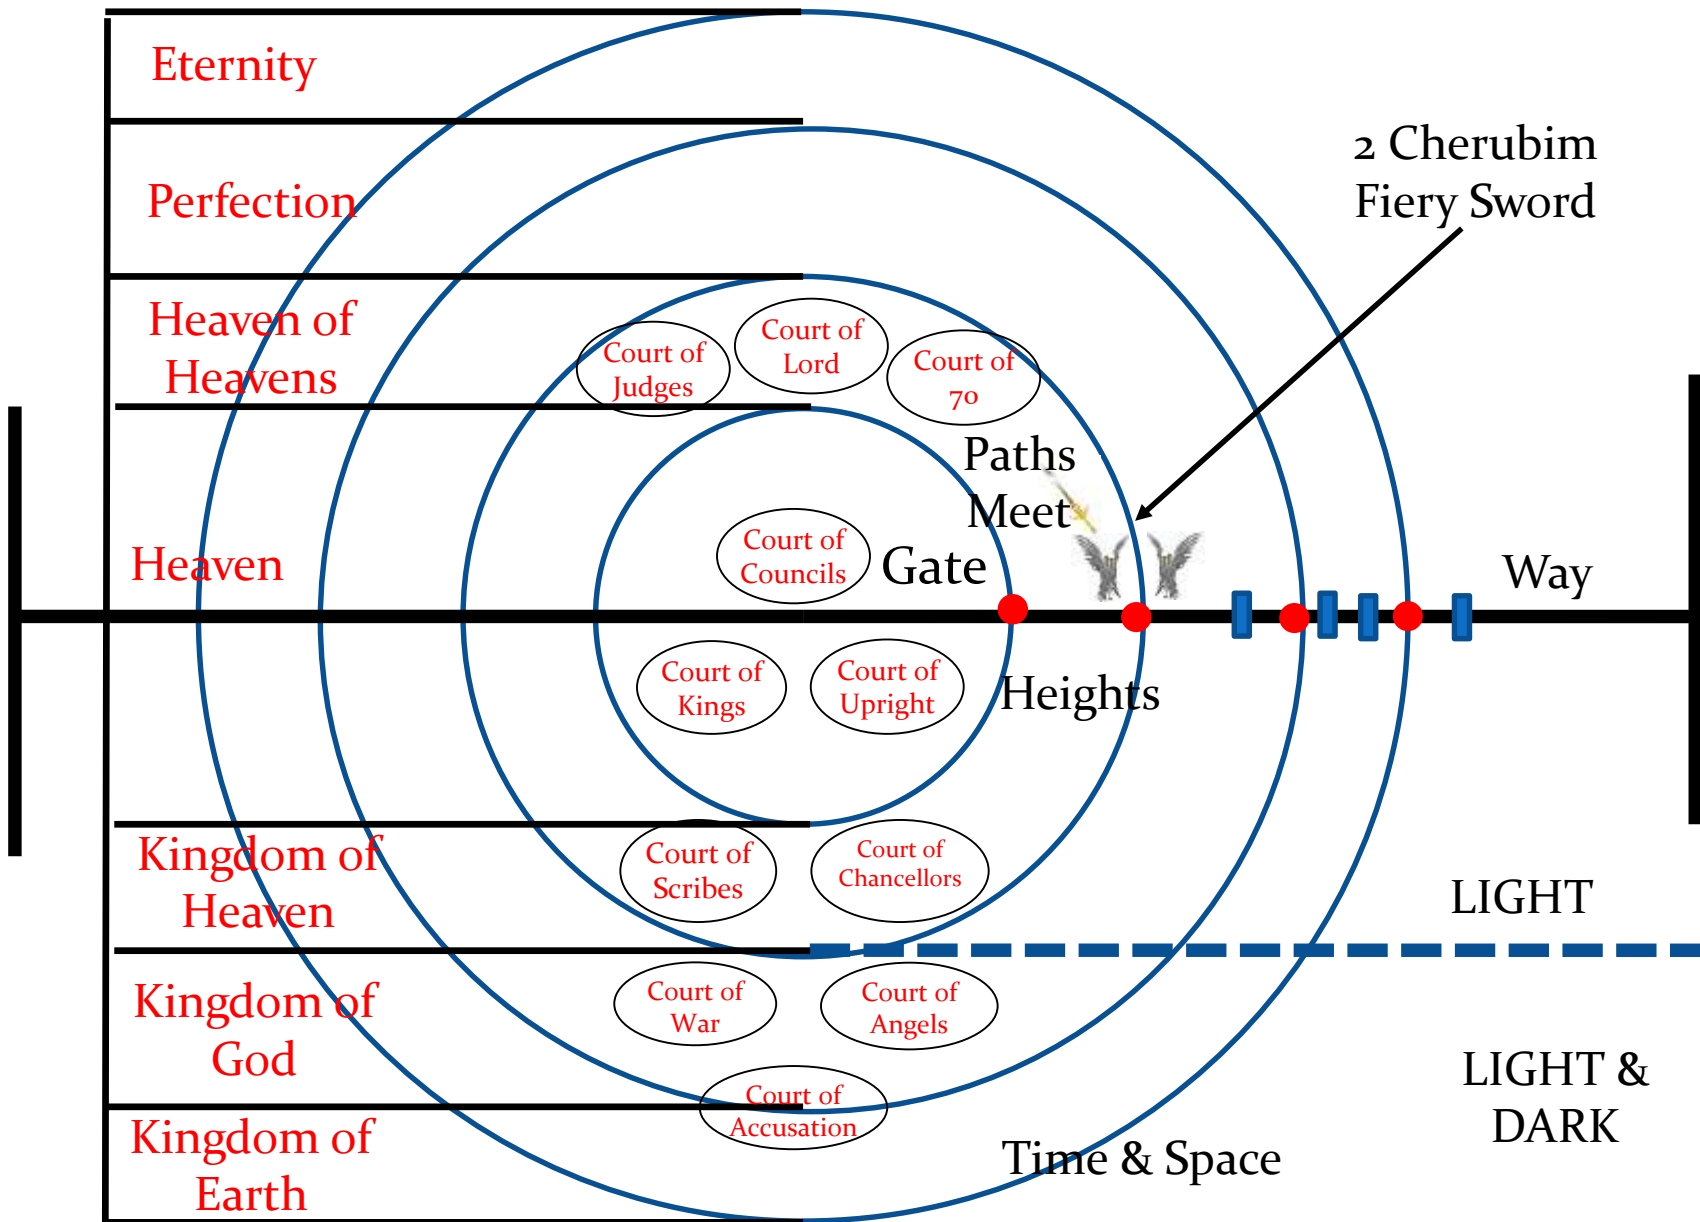 Eternity
Perfection
2 Cherubim
Fiery Sword
Heaven of
Heavens
Court of
Judges
Court of
Lord
Court of
70
Paths
Meet
Heaven
Court of
Councils
Gate
Way
Court of
Kings
Court of
Upright
Heights
Kingdom of
Heaven
Court of
Scribes
Court of
Chancellors
LIGHT
Kingdom of
God
Court of
War
Court of
Angels
LIGHT &
DARK
Court of
Accusation
Kingdom of
Earth
Time & Space